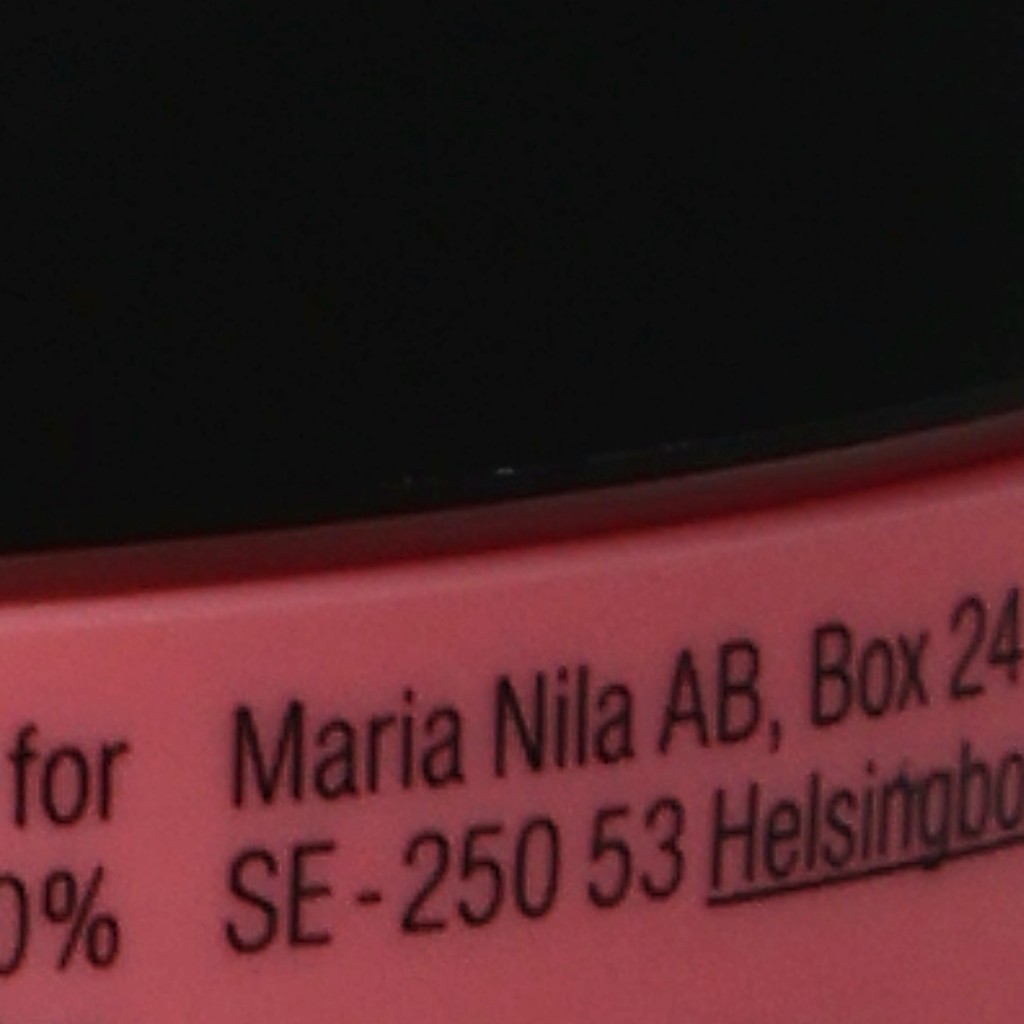 for
0%
Maria Nila AB, Box 24
SE - 250 53 Helsingbo